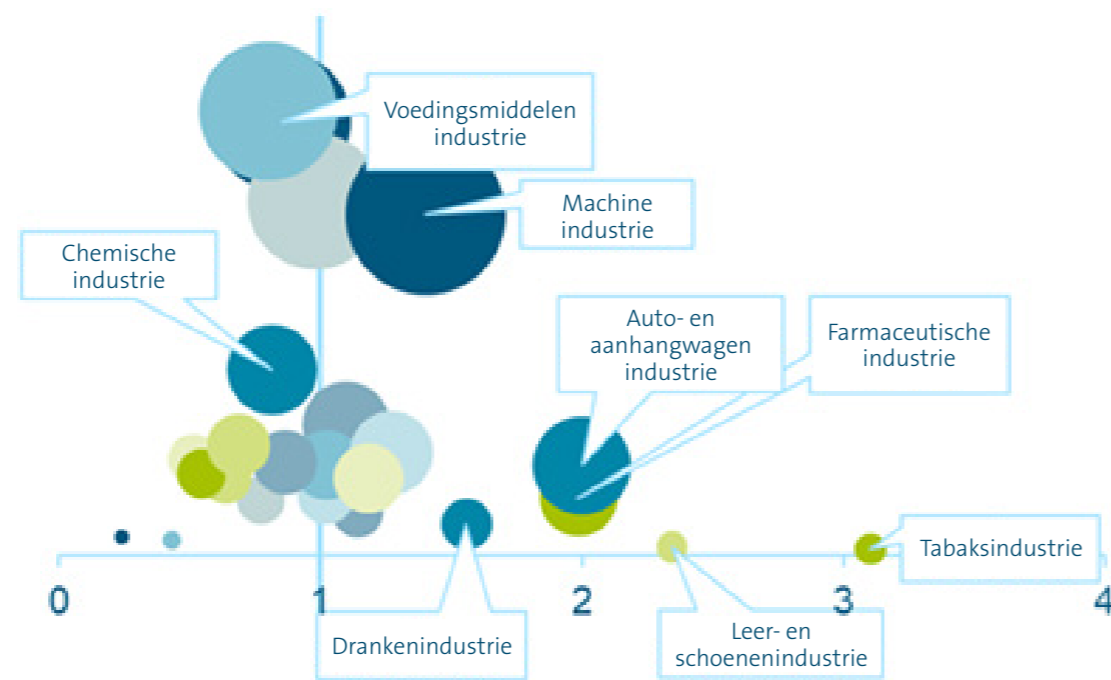 Voedingsmiddelen
industrie
Machine
industrie
Chemische
industrie
Auto- en
aanhangwagen
industrie
Farmaceutische
industrie
Tabaksindustrie
0
1
2
3
4
Drankenindustrie
Leer- en
schoenenindustrie